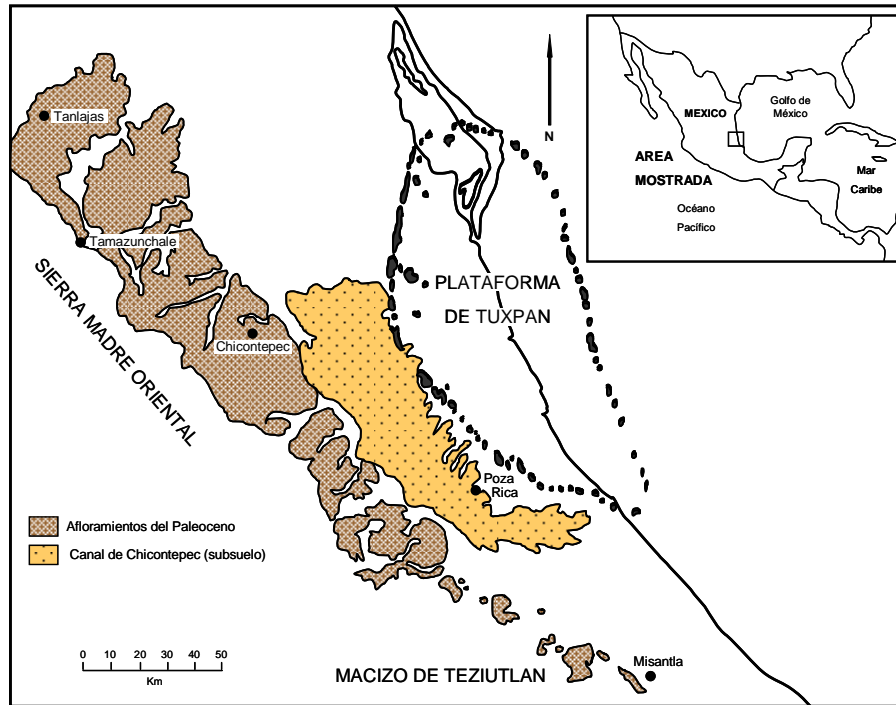 Tanlajas
Tamazunchale
SIERRA MADRE ORIENTAL
Chicontepec
N
PLATAFORMA
DE TUXPAN
Poza
Rica
MEXICO
Golfo de
México
AREA
MOSTRADA
Mar
Caribe
Océano
Pacífico
Afloramientos del Paleoceno
Canal de Chicontepec (subsuelo)
0 10 20 30 40 50
Km
MACIZO DE TEZIUTLAN
Misantla